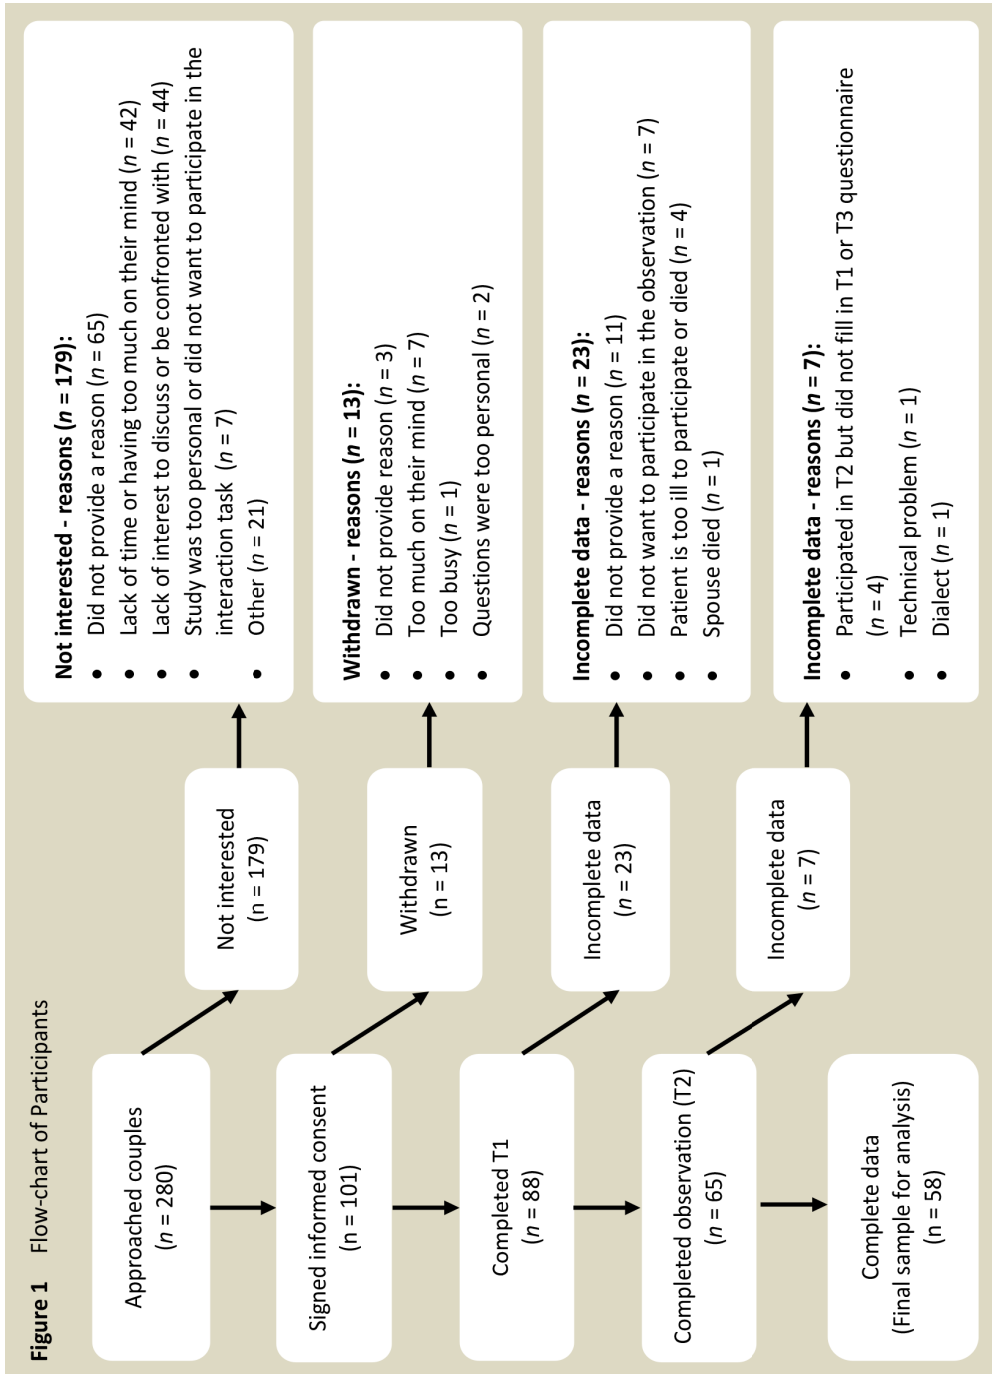 Figure 1 Flow-chart of Participants
Approached couples
(n = 280)
Not interested
(n = 179)
Not interested - reasons (n = 179):
• Did not provide a reason (n = 65)
• Lack of time or having too much on their mind (n = 42)
• Lack of interest to discuss or be confronted with (n = 44)
• Study was too personal or did not want to participate in the
interaction task (n = 7)
• Other (n = 21)
Signed informed consent
(n = 101)
Withdrawn
(n = 13)
Withdrawn - reasons (n = 13):
• Did not provide reason (n = 3)
• Too much on their mind (n = 7)
• Too busy (n = 1)
• Questions were too personal (n = 2)
Completed T1
(n = 88)
Incomplete data
(n = 23)
Incomplete data - reasons (n = 23):
• Did not provide a reason (n = 11)
• Did not want to participate in the observation (n = 7)
• Patient is too ill to participate or died (n = 4)
• Spouse died (n = 1)
Completed observation (T2)
(n = 65)
Incomplete data
(n = 7)
Incomplete data - reasons (n = 7):
• Participated in T2 but did not fill in T1 or T3 questionnaire
(n = 4)
• Technical problem (n = 1)
• Dialect (n = 1)
Complete data
(Final sample for analysis)
(n = 58)